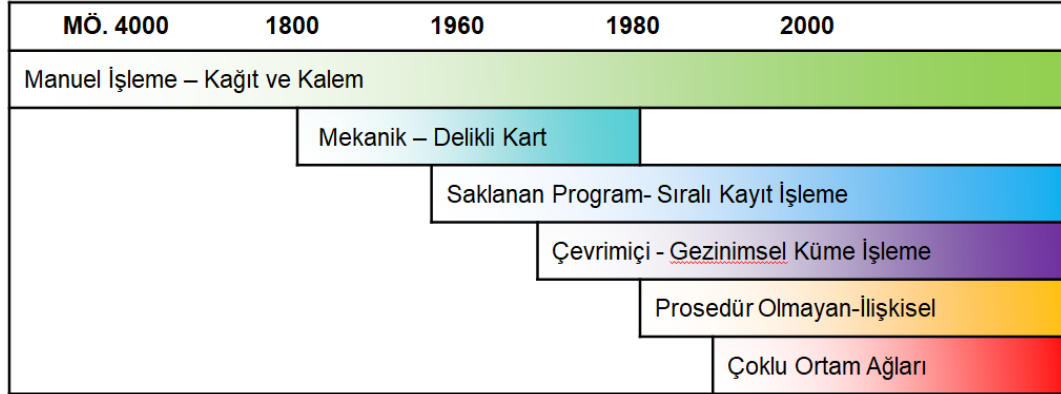 MÖ. 4000 1800 1960 1980 2000
Manuel İşleme – Kağıt ve Kalem
Mekanik – Delikli Kart
Saklanan Program- Sıralı Kayıt İşleme
Çevrimiçi - Gezinimsel Küme İşleme
Prosedür Olmayan-İlişkisel
Çoklu Ortam Ağları